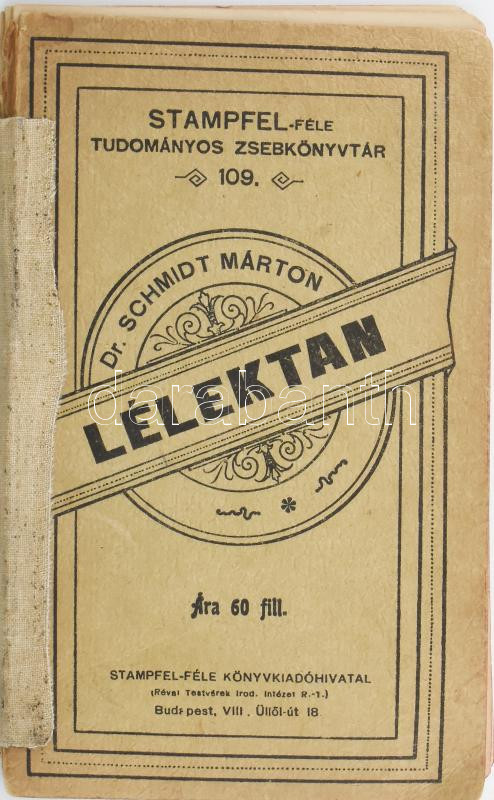 STAMPFEL-FÉLE
TUDOMÁNYOS ZSEBKÖNYVTÁR
109.
Dr. SCHMIDT MÁRTON
LÉLEKTAN
darabanth
Ára 60 fill.
STAMPFEL-FÉLE KÖNYVKIADÓHIVATAL
(Révai Testvérek Irod. Intézet R.-T.)
Budapest, VIII., Üllői-út 18